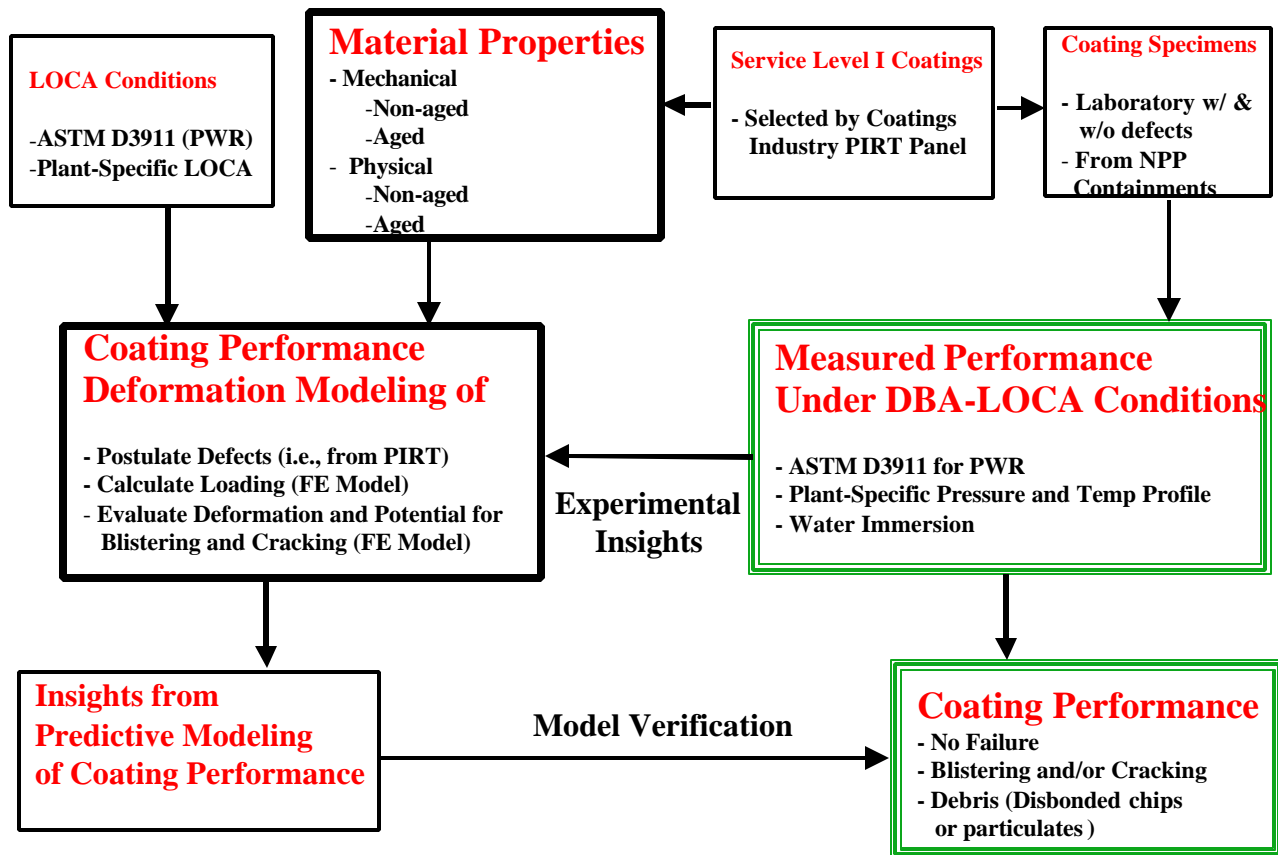 LOCA Conditions
-ASTM D3911 (PWR)
-Plant-Specific LOCA
Material Properties
- Mechanical
-Non-aged
-Aged
- Physical
-Non-aged
-Aged
Service Level I Coatings
- Selected by Coatings
Industry PIRT Panel
Coating Specimens
- Laboratory w/ &
w/o defects
- From NPP
Containments
Coating Performance
Deformation Modeling of
- Postulate Defects (i.e., from PIRT)
- Calculate Loading (FE Model)
- Evaluate Deformation and Potential for
Blistering and Cracking (FE Model)
Experimental
Insights
Measured Performance
Under DBA-LOCA Conditions
- ASTM D3911 for PWR
- Plant-Specific Pressure and Temp Profile
- Water Immersion
Insights from
Predictive Modeling
of Coating Performance
Model Verification
Coating Performance
- No Failure
- Blistering and/or Cracking
- Debris (Disbonded chips
or particulates )